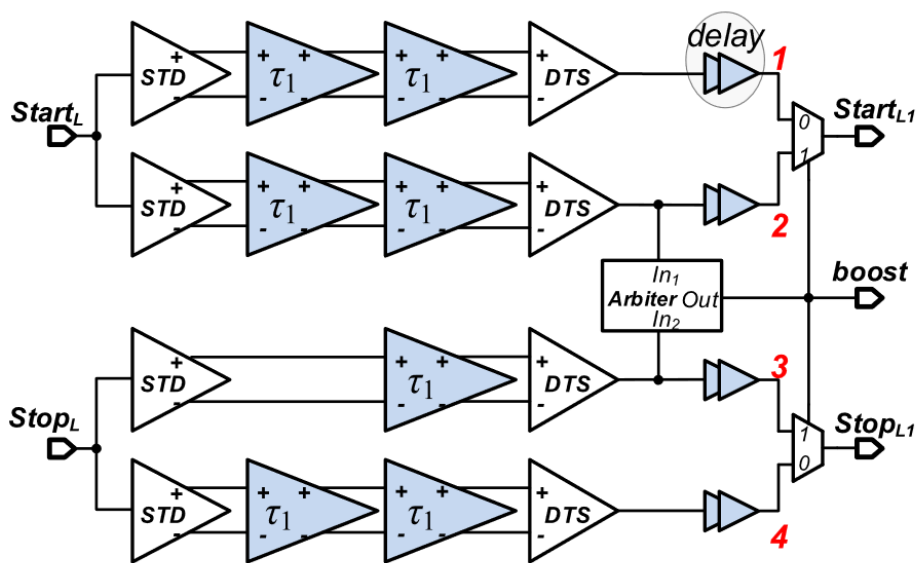 delay 1
+ + + + + +
STD τ1 τ1 DTS
- - - - - -
StartL 0 StartL1
1
+ + + + + +
STD τ1 τ1 DTS
- - - - - -
2
In1 boost
Arbiter Out
In2
3
+ + + +
STD τ1 DTS
- - - -
StopL 1 StopL1
0
+ + + + + +
STD τ1 τ1 DTS
- - - - - -
4